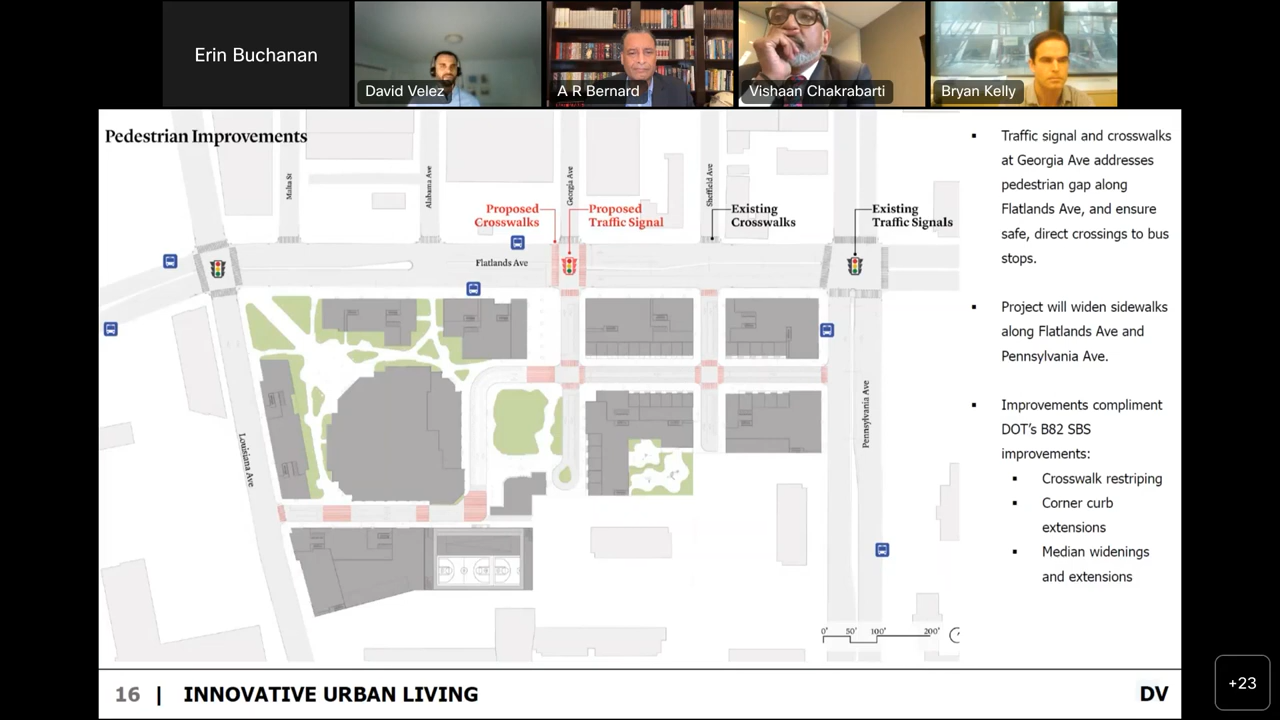 Erin Buchanan
David Velez
A R Bernard
Vishaan Chakrabarti
Bryan Kelly
Pedestrian Improvements
Malta St
Alabama Ave
Georgia Ave
Sheffield Ave
Proposed
Crosswalks
Proposed
Traffic Signal
Existing
Crosswalks
Existing
Traffic Signals
Flatlands Ave
Louisiana Ave
Pennsylvania Ave
0' 50' 100' 200'
▪ Traffic signal and crosswalks
at Georgia Ave addresses
pedestrian gap along
Flatlands Ave, and ensure
safe, direct crossings to bus
stops.
▪ Project will widen sidewalks
along Flatlands Ave and
Pennsylvania Ave.
▪ Improvements compliment
DOT's B82 SBS
improvements:
▪ Crosswalk restriping
▪ Corner curb
extensions
▪ Median widenings
and extensions
16 | INNOVATIVE URBAN LIVING
DV
+23